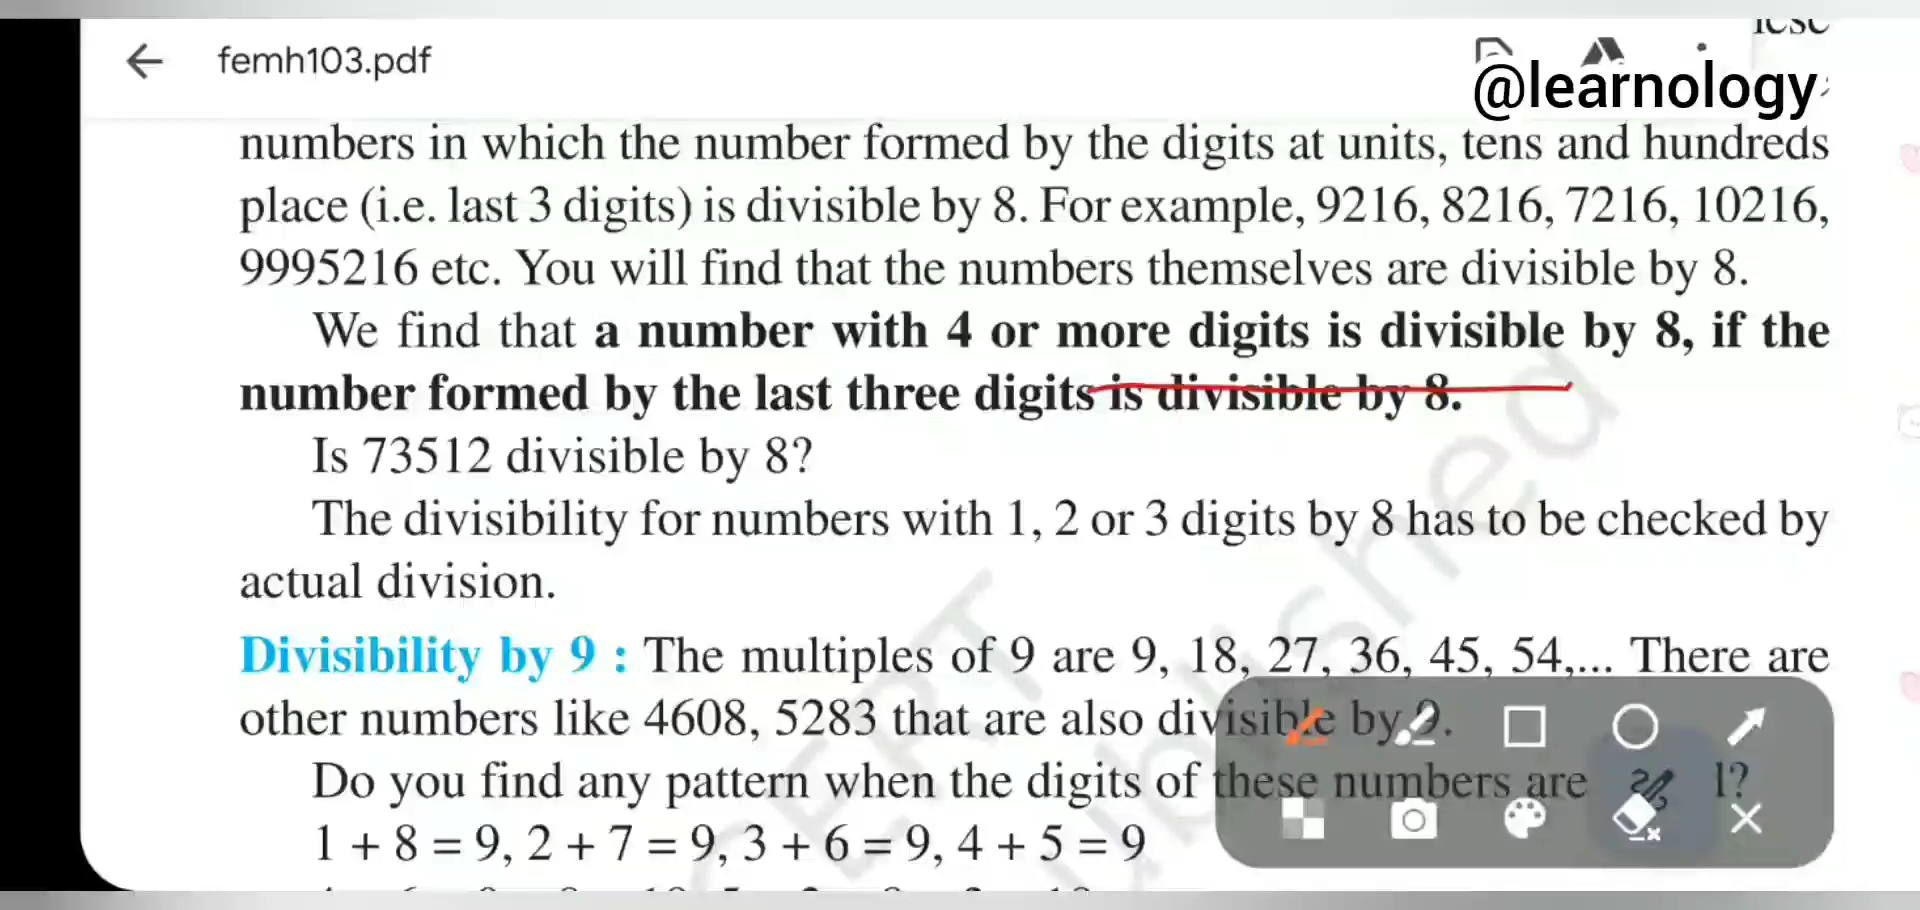 femh103.pdf
@learnology
numbers in which the number formed by the digits at units, tens and hundreds
place (i.e. last 3 digits) is divisible by 8. For example, 9216, 8216, 7216, 10216,
9995216 etc. You will find that the numbers themselves are divisible by 8.
We find that a number with 4 or more digits is divisible by 8, if the
number formed by the last three digits is divisible by 8.
Is 73512 divisible by 8?
The divisibility for numbers with 1, 2 or 3 digits by 8 has to be checked by
actual division.
Divisibility by 9 : The multiples of 9 are 9, 18, 27, 36, 45, 54,... There are
other numbers like 4608, 5283 that are also divisible by 9.
Do you find any pattern when the digits of these numbers are
1 + 8 = 9, 2 + 7 = 9, 3 + 6 = 9, 4 + 5 = 9